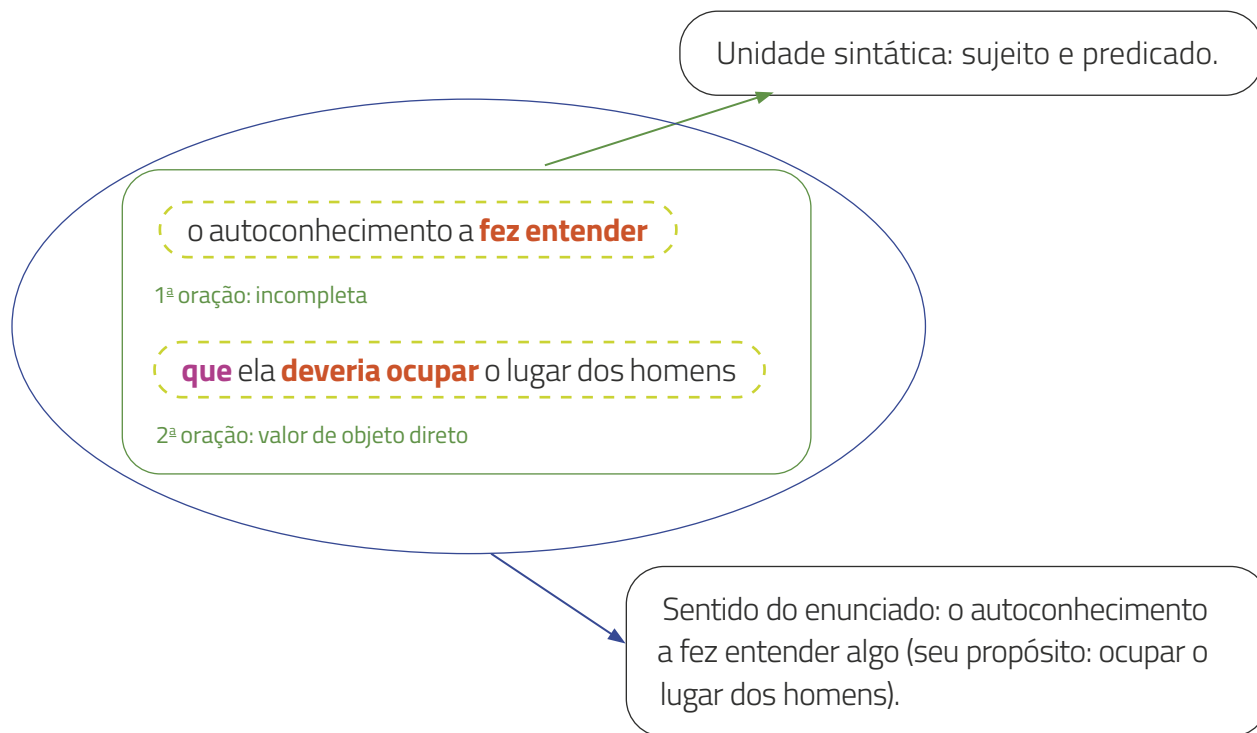 Unidade sintática: sujeito e predicado.
o autoconhecimento a fez entender
1ª oração: incompleta
que ela deveria ocupar o lugar dos homens
2ª oração: valor de objeto direto
Sentido do enunciado: o autoconhecimento
a fez entender algo (seu propósito: ocupar o
lugar dos homens).